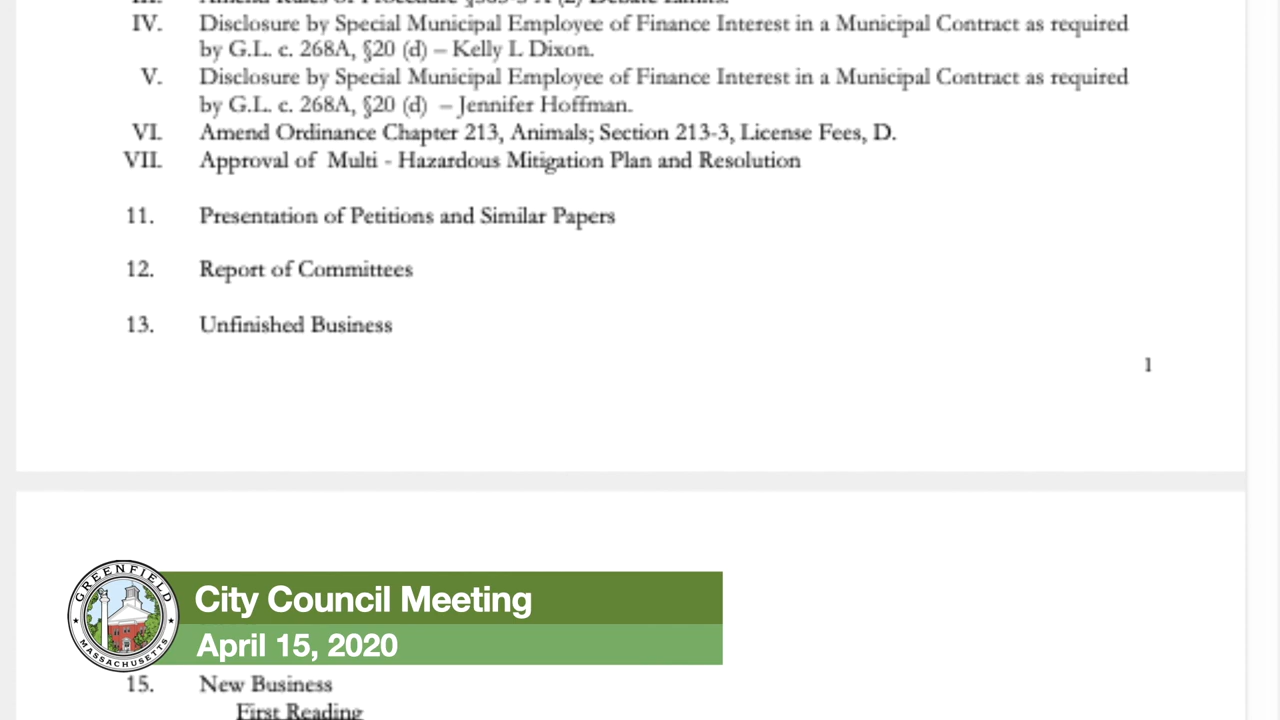 IV. Disclosure by Special Municipal Employee of Finance Interest in a Municipal Contract as required
by G.L. c. 268A, §20 (d) – Kelly L Dixon.
V. Disclosure by Special Municipal Employee of Finance Interest in a Municipal Contract as required
by G.L. c. 268A, §20 (d) – Jennifer Hoffman.
VI. Amend Ordinance Chapter 213, Animals; Section 213-3, License Fees, D.
VII. Approval of Multi - Hazardous Mitigation Plan and Resolution
11. Presentation of Petitions and Similar Papers
12. Report of Committees
13. Unfinished Business
1
GREENFIELD
MASSACHUSETTS
City Council Meeting
April 15, 2020
15. New Business
First Reading